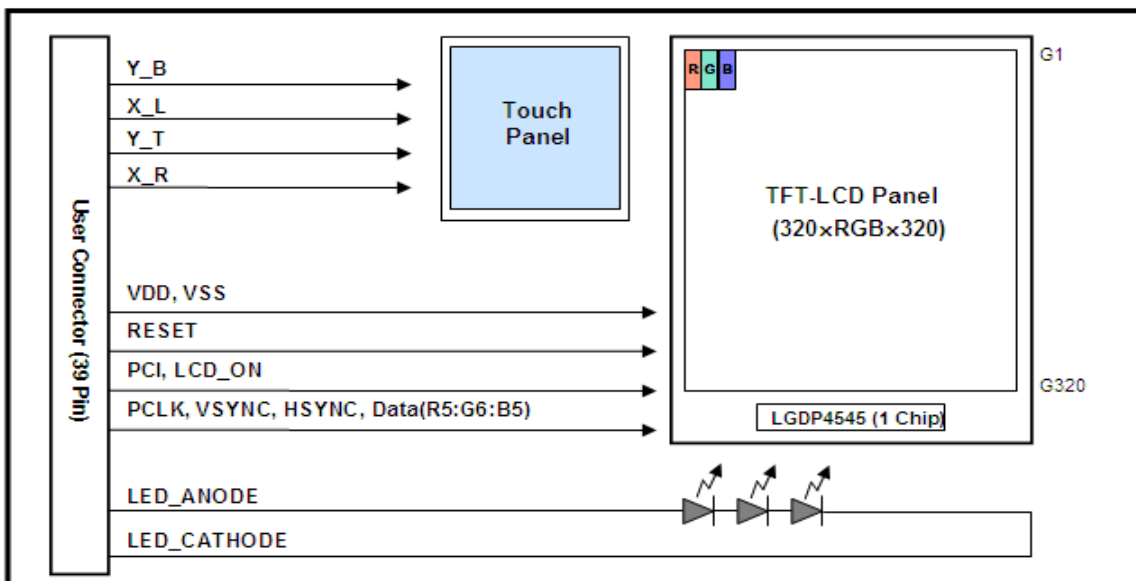 User Connector (39 Pin)
Y_B
X_L
Y_T
X_R
Touch
Panel
R G B
G1
TFT-LCD Panel
(320×RGB×320)
VDD, VSS
RESET
PCI, LCD_ON
PCLK, VSYNC, HSYNC, Data(R5:G6:B5)
G320
LGDP4545 (1 Chip)
LED_ANODE
LED_CATHODE